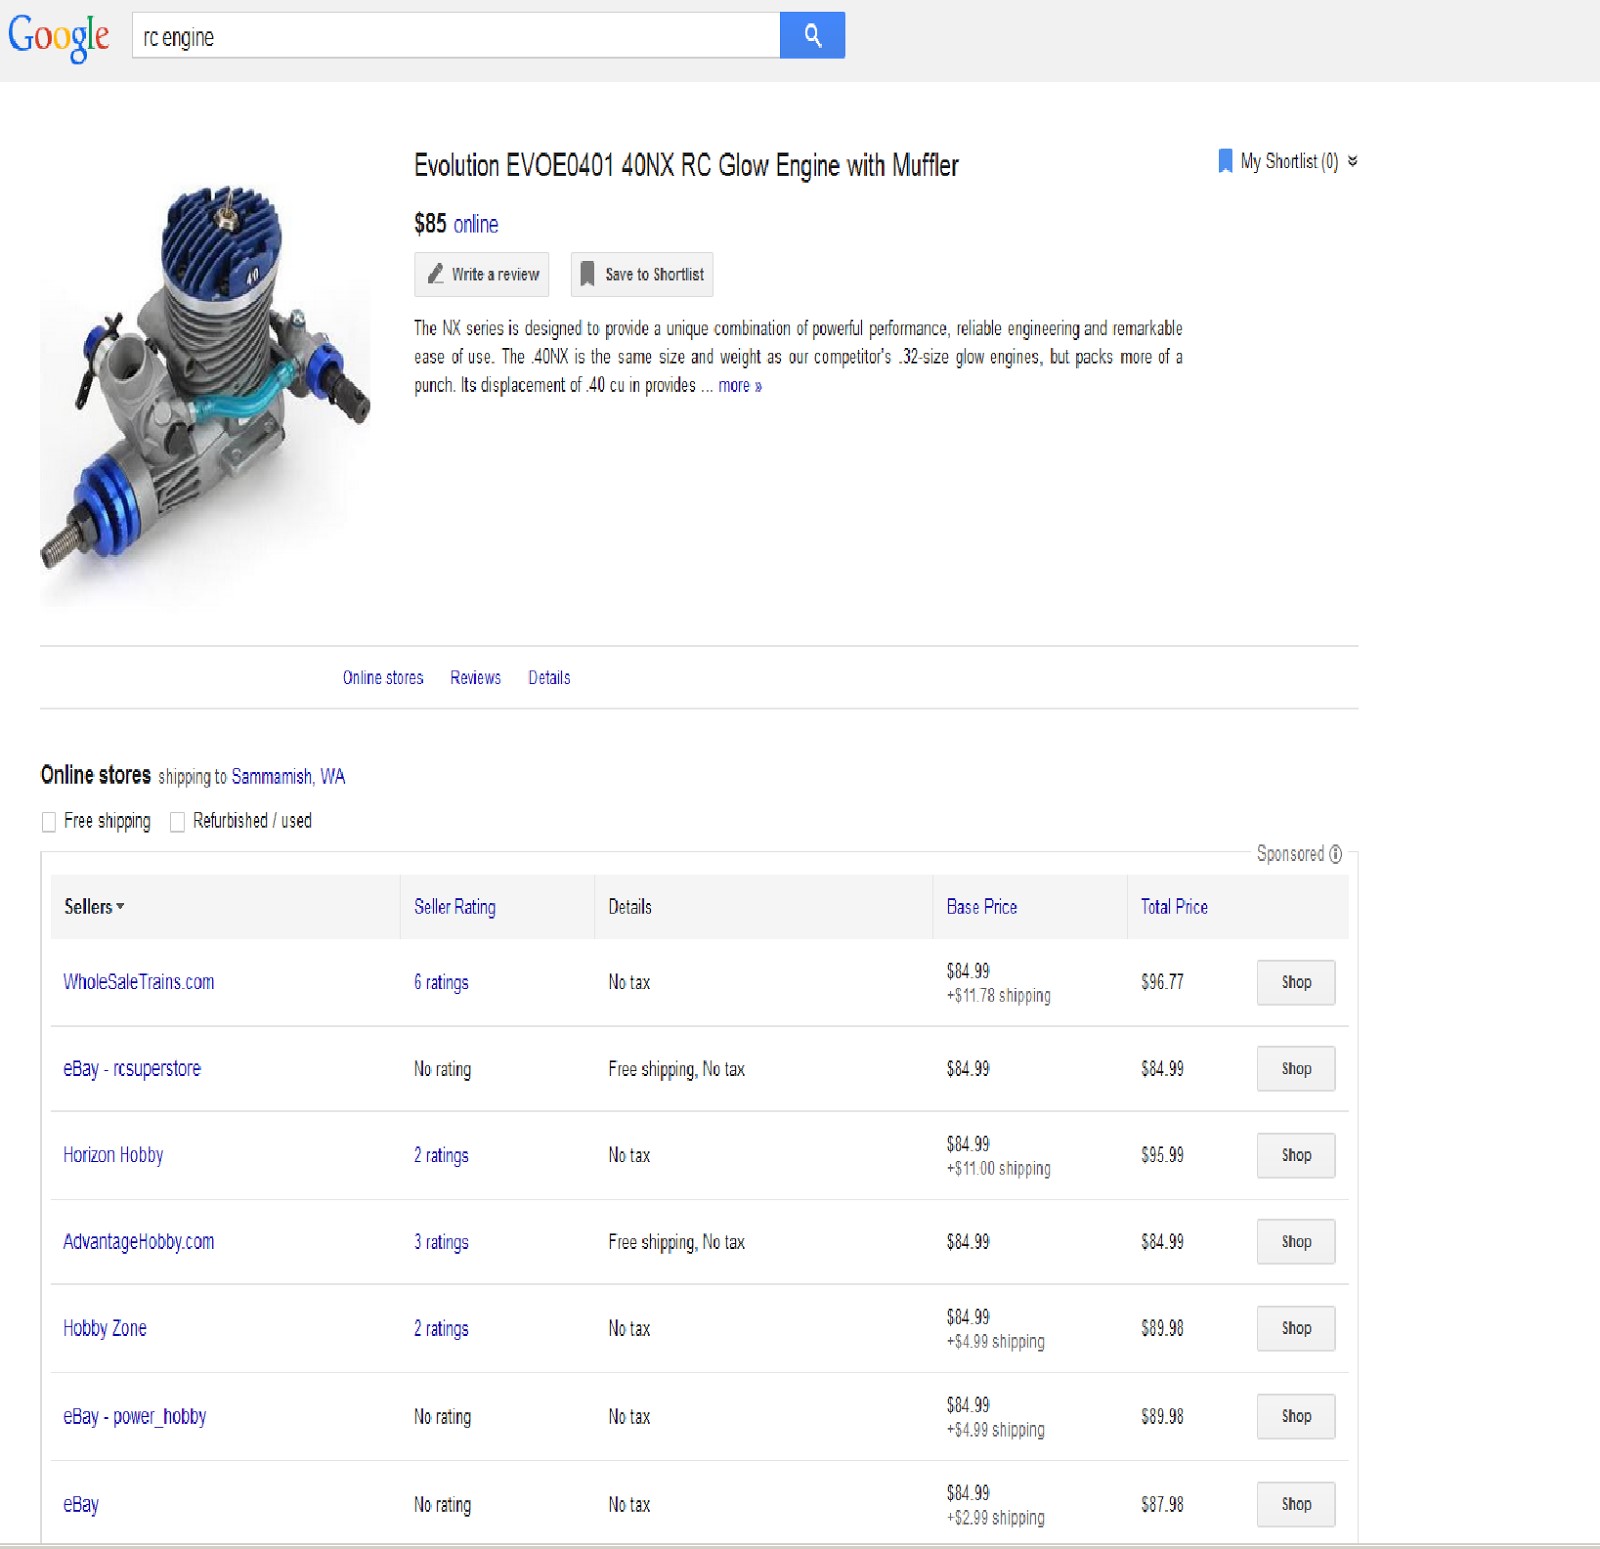 Google
rc engine
Evolution EVOE0401 40NX RC Glow Engine with Muffler
My Shortlist (0)
$85 online
Write a review
Save to Shortlist
The NX series is designed to provide a unique combination of powerful performance, reliable engineering and remarkable
ease of use. The .40NX is the same size and weight as our competitor's .32-size glow engines, but packs more of a
punch. Its displacement of .40 cu in provides ... more »
40
Online stores Reviews Details
Online stores shipping to Sammamish, WA
Free shipping Refurbished / used
Sponsored
Sellers Seller Rating Details Base Price Total Price
WholeSaleTrains.com 6 ratings No tax $84.99 +$11.78 shipping $96.77 Shop
eBay - rcsuperstore No rating Free shipping, No tax $84.99 $84.99 Shop
Horizon Hobby 2 ratings No tax $84.99 +$11.00 shipping $95.99 Shop
AdvantageHobby.com 3 ratings Free shipping, No tax $84.99 $84.99 Shop
Hobby Zone 2 ratings No tax $84.99 +$4.99 shipping $89.98 Shop
eBay - power_hobby No rating No tax $84.99 +$4.99 shipping $89.98 Shop
eBay No rating No tax $84.99 +$2.99 shipping $87.98 Shop